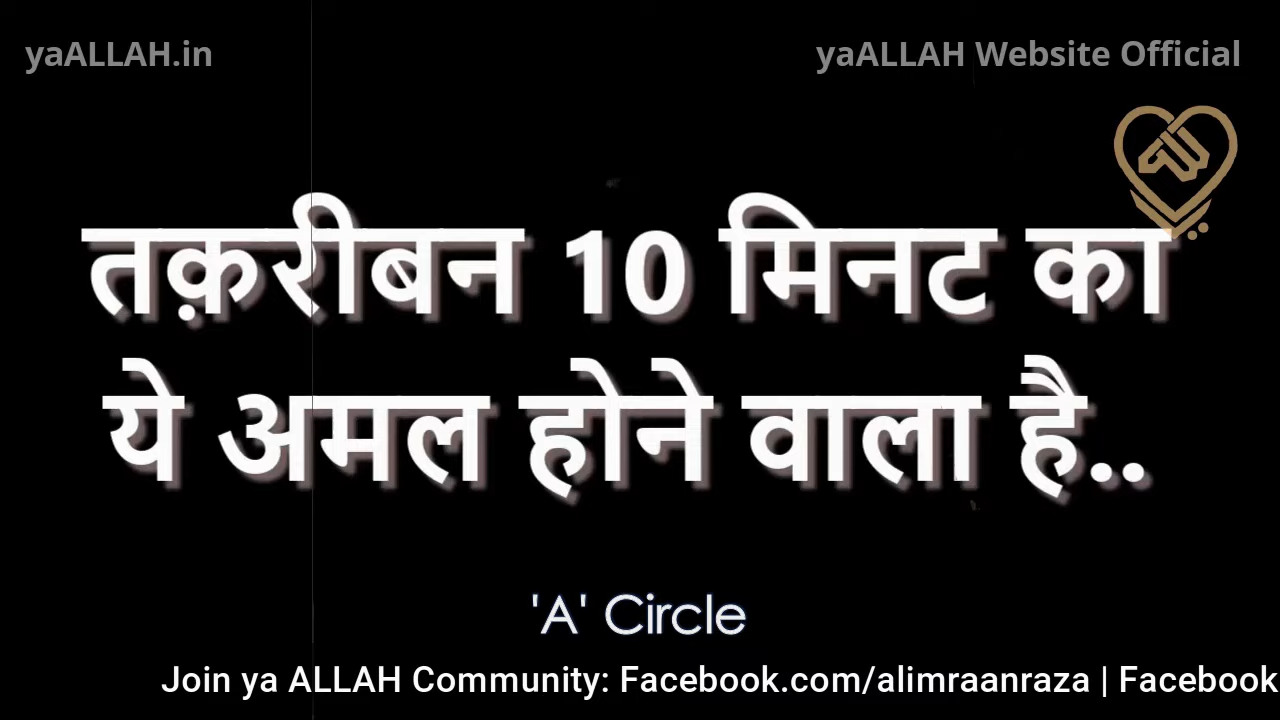 yaALLAH.in
yaALLAH Website Official
तक़रीबन 10 मिनट का
ये अमल होने वाला है..
'A' Circle
Join ya ALLAH Community: Facebook.com/alimraanraza | Facebook